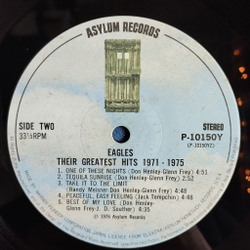 ASYLUM RECORDS
SIDE TWO
33⅓RPM
STEREO
P-10150Y
(P-10150Y2)
EAGLES
THEIR GREATEST HITS 1971 - 1975
1. ONE OF THESE NIGHTS (Don Henley-Glenn Frey) 4:51
2. TEQUILA SUNRISE (Don Henley-Glenn Frey) 2:52
3. TAKE IT TO THE LIMIT
(Randy Meisner Don Henley-Glenn Frey) 4:48
4. PEACEFUL, EASY FEELING (Jack Tempchin) 4:16
5. BEST OF MY LOVE (Don Henley-
Glenn Frey-J. D. Souther) 4:35
Ⓟ 1976 Asylum Records